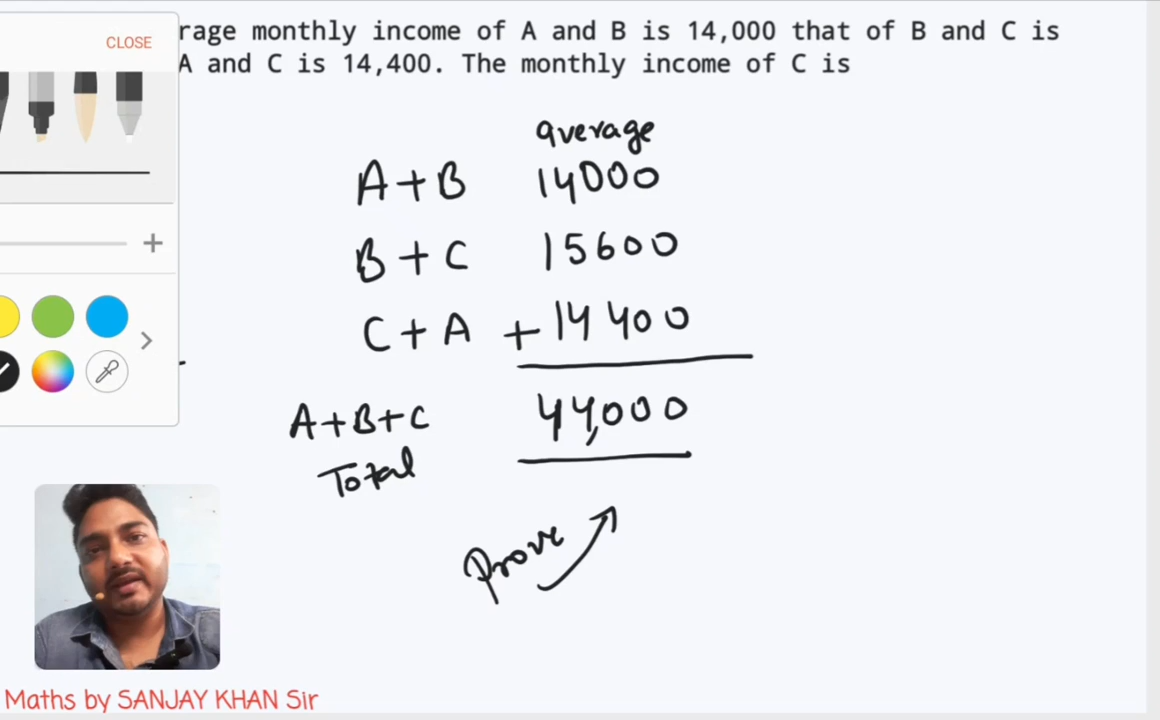 CLOSE
rage monthly income of A and B is 14,000 that of B and C is
A and C is 14,400. The monthly income of C is
average
A+B 14000
B+C 15600
C+A +14400
A+B+C 44,000
Total
Prove
Maths by SANJAY KHAN Sir